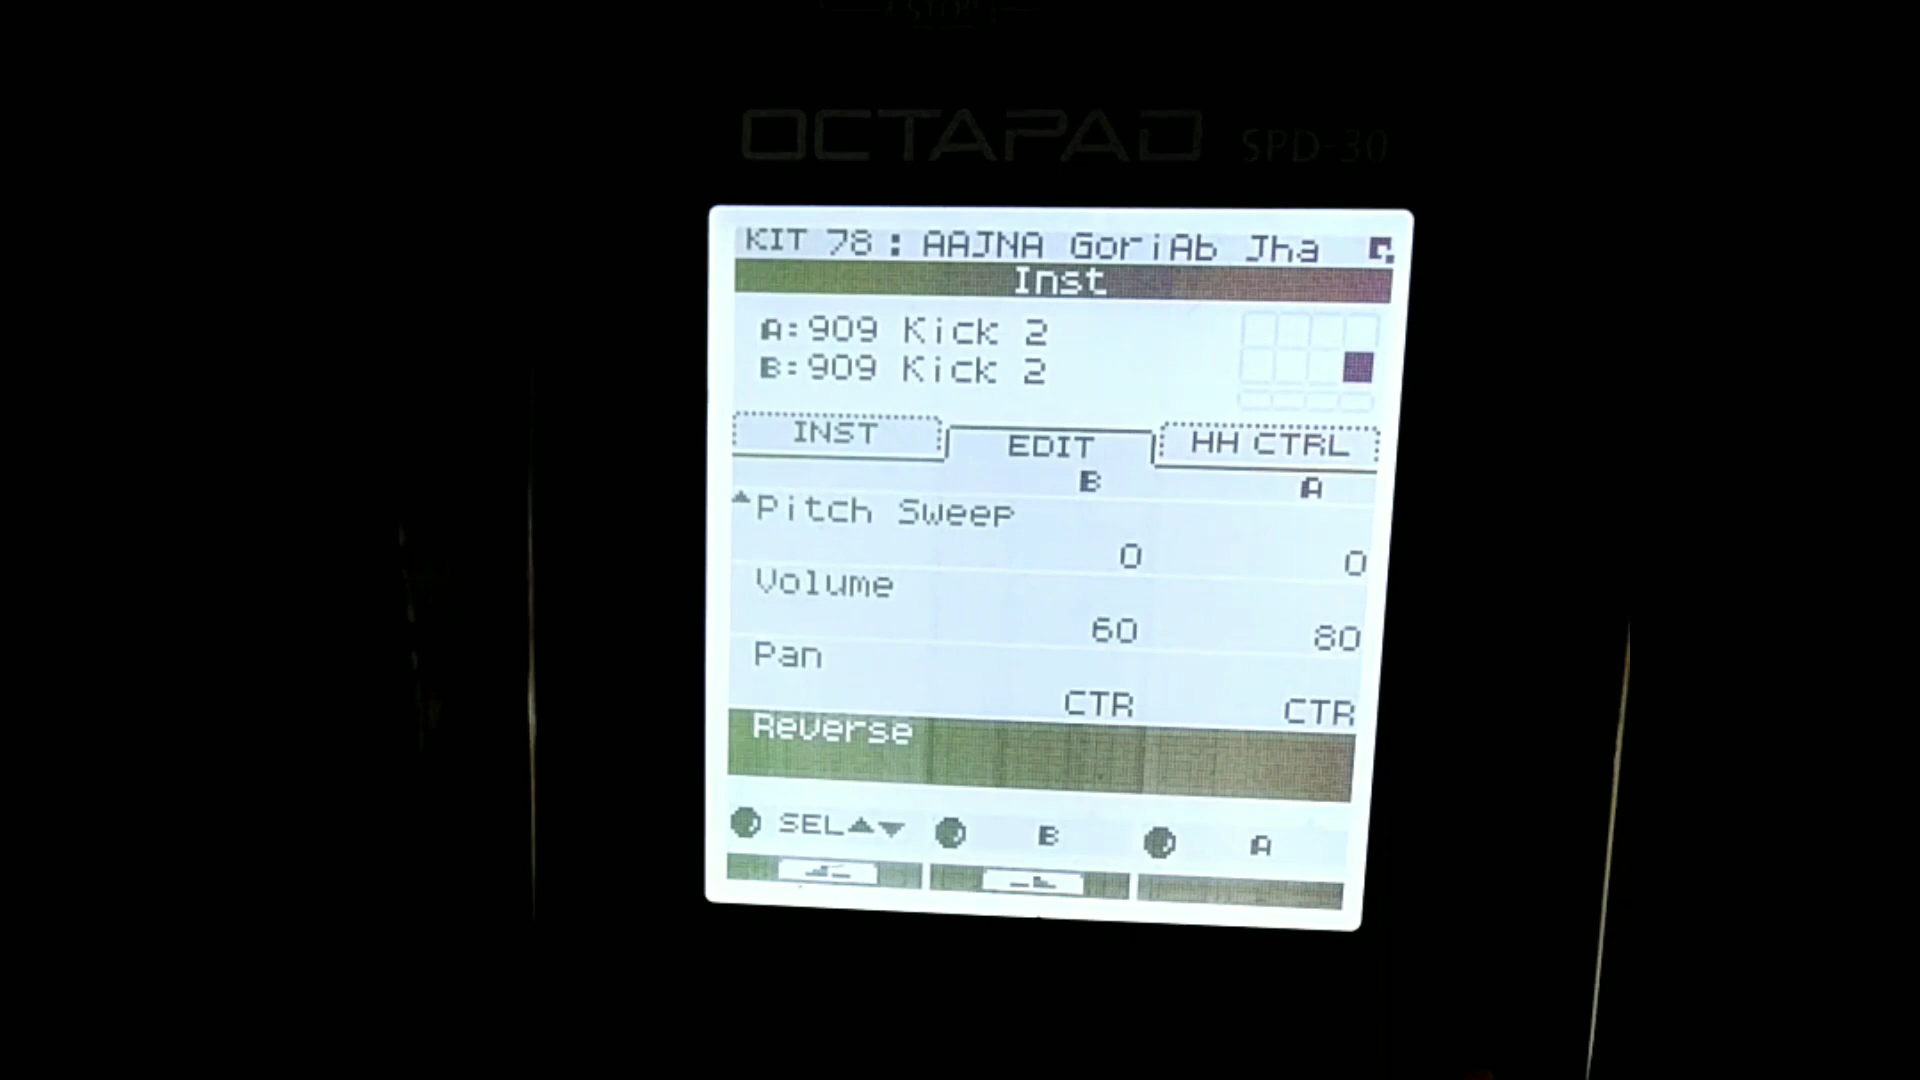 OCTAPAD SPD-30
KIT 78: AAJNA GoriAb Jha
Inst
A:909 Kick 2
B:909 Kick 2
INST EDIT HH CTRL
B A
Pitch Sweep
0 0
Volume
60 80
Pan
CTR CTR
Reverse
SEL▲▼ B A